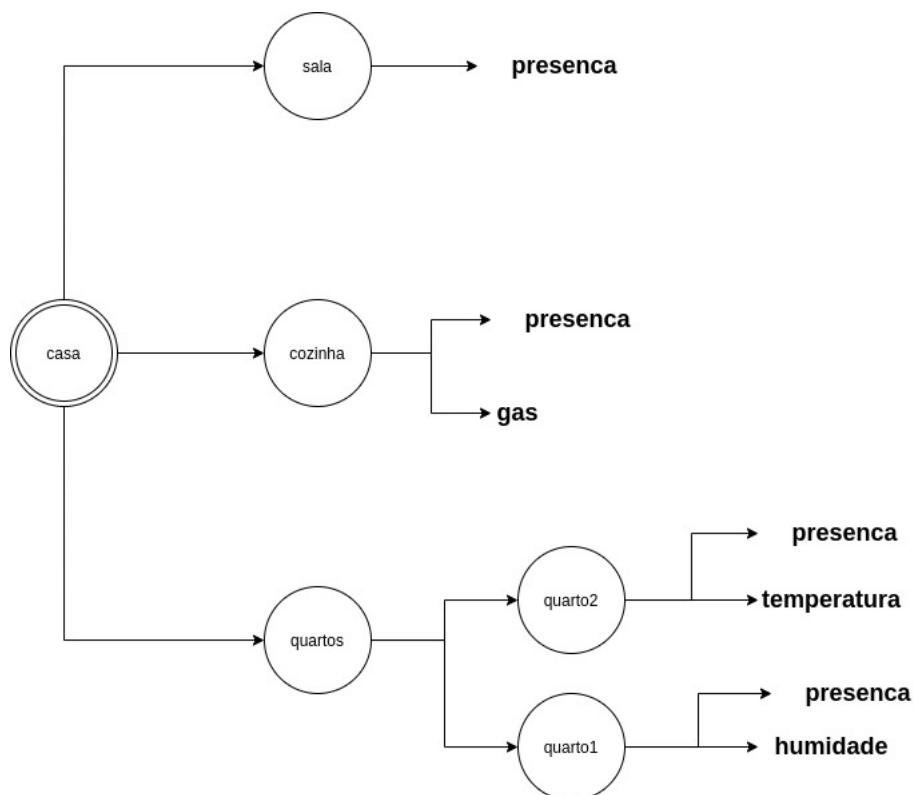 sala
presenca
casa
cozinha
presenca
gas
quartos
quarto2
presenca
temperatura
quarto1
presenca
humidade